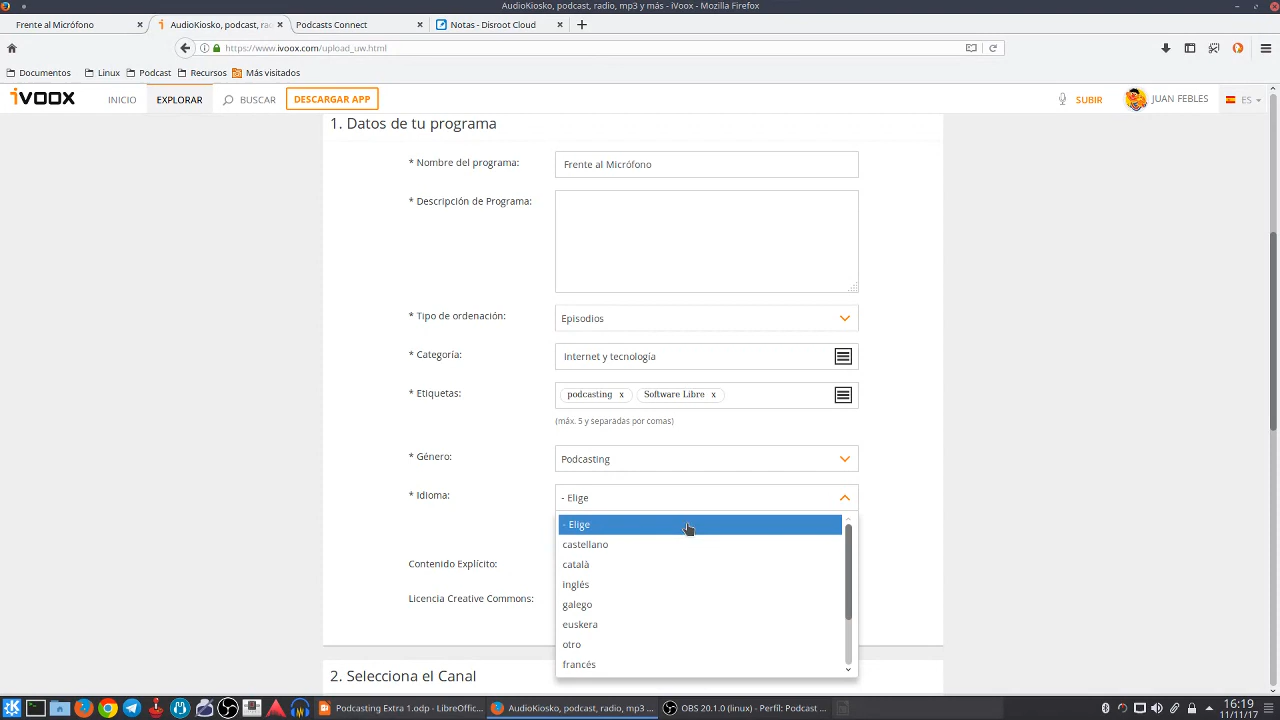 AudioKiosko, podcast, radio, mp3 y más - iVoox - Mozilla Firefox
Frente al Micrófono
AudioKiosko, podcast, ra
Podcasts Connect
Notas - Disroot Cloud
https://www.ivoox.com/upload_uw.html
Documentos
Linux
Podcast
Recursos
Más visitados
iVOOX
INICIO
EXPLORAR
BUSCAR
DESCARGAR APP
SUBIR
JUAN FEBLES
ES
1. Datos de tu programa
* Nombre del programa:
Frente al Micrófono
* Descripción de Programa:
* Tipo de ordenación:
Episodios
* Categoría:
Internet y tecnología
* Etiquetas:
podcasting x
Software Libre x
(máx. 5 y separadas por comas)
* Género:
Podcasting
* Idioma:
- Elige
- Elige
castellano
català
inglés
galego
euskera
otro
francés
Contenido Explícito:
Licencia Creative Commons:
2. Selecciona el Canal
Podcasting Extra 1.odp - LibreOffic...
AudioKiosko, podcast, radio, mp3 ...
OBS 20.1.0 (linux) - Perfil: Podcast ...
16:19
11/11/17